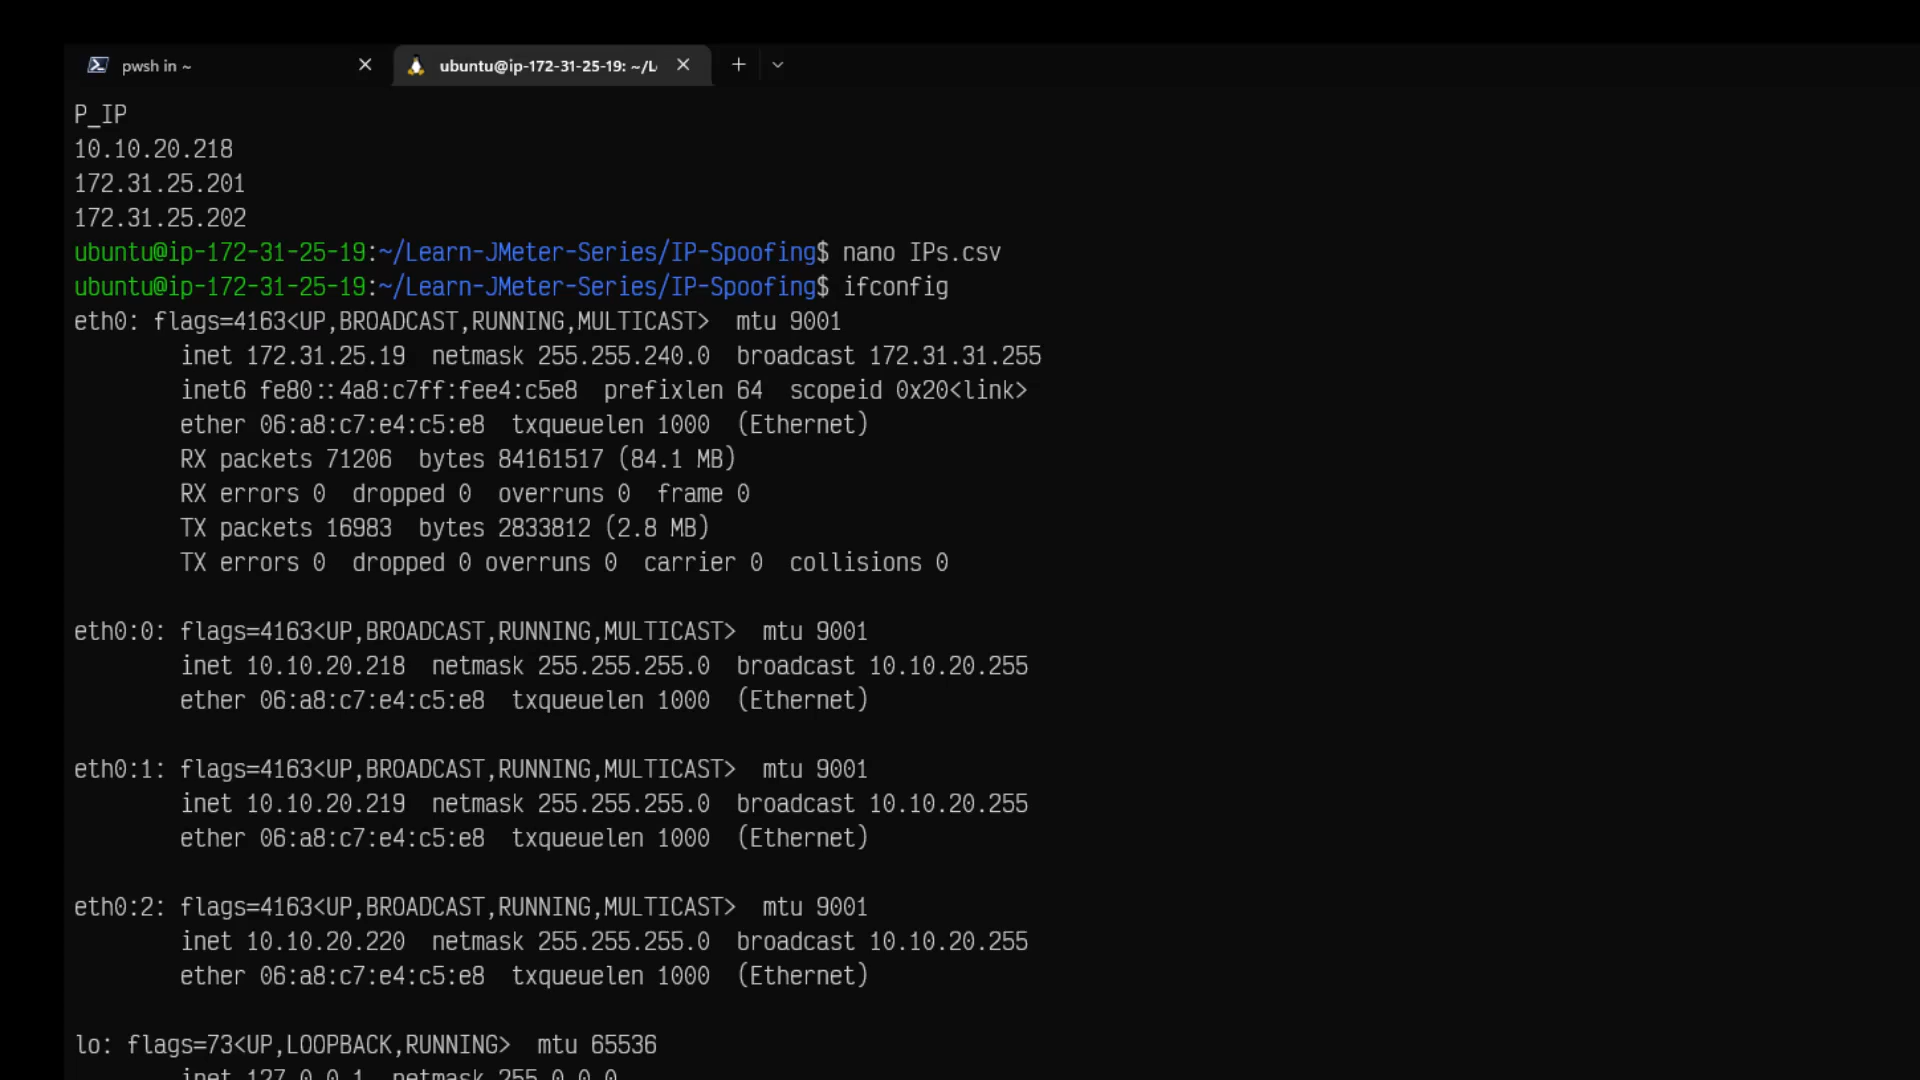 pwsh in ~
ubuntu@ip-172-31-25-19: ~/L
P_IP
10.10.20.218
172.31.25.201
172.31.25.202
ubuntu@ip-172-31-25-19:~/Learn-JMeter-Series/IP-Spoofing$ nano IPs.csv
ubuntu@ip-172-31-25-19:~/Learn-JMeter-Series/IP-Spoofing$ ifconfig
eth0: flags=4163<UP,BROADCAST,RUNNING,MULTICAST>  mtu 9001
        inet 172.31.25.19  netmask 255.255.240.0  broadcast 172.31.31.255
        inet6 fe80::4a8:c7ff:fee4:c5e8  prefixlen 64  scopeid 0x20<link>
        ether 06:a8:c7:e4:c5:e8  txqueuelen 1000  (Ethernet)
        RX packets 71206  bytes 84161517 (84.1 MB)
        RX errors 0  dropped 0  overruns 0  frame 0
        TX packets 16983  bytes 2833812 (2.8 MB)
        TX errors 0  dropped 0 overruns 0  carrier 0  collisions 0
eth0:0: flags=4163<UP,BROADCAST,RUNNING,MULTICAST>  mtu 9001
        inet 10.10.20.218  netmask 255.255.255.0  broadcast 10.10.20.255
        ether 06:a8:c7:e4:c5:e8  txqueuelen 1000  (Ethernet)
eth0:1: flags=4163<UP,BROADCAST,RUNNING,MULTICAST>  mtu 9001
        inet 10.10.20.219  netmask 255.255.255.0  broadcast 10.10.20.255
        ether 06:a8:c7:e4:c5:e8  txqueuelen 1000  (Ethernet)
eth0:2: flags=4163<UP,BROADCAST,RUNNING,MULTICAST>  mtu 9001
        inet 10.10.20.220  netmask 255.255.255.0  broadcast 10.10.20.255
        ether 06:a8:c7:e4:c5:e8  txqueuelen 1000  (Ethernet)
lo: flags=73<UP,LOOPBACK,RUNNING>  mtu 65536
        inet 127.0.0.1  netmask 255.0.0.0